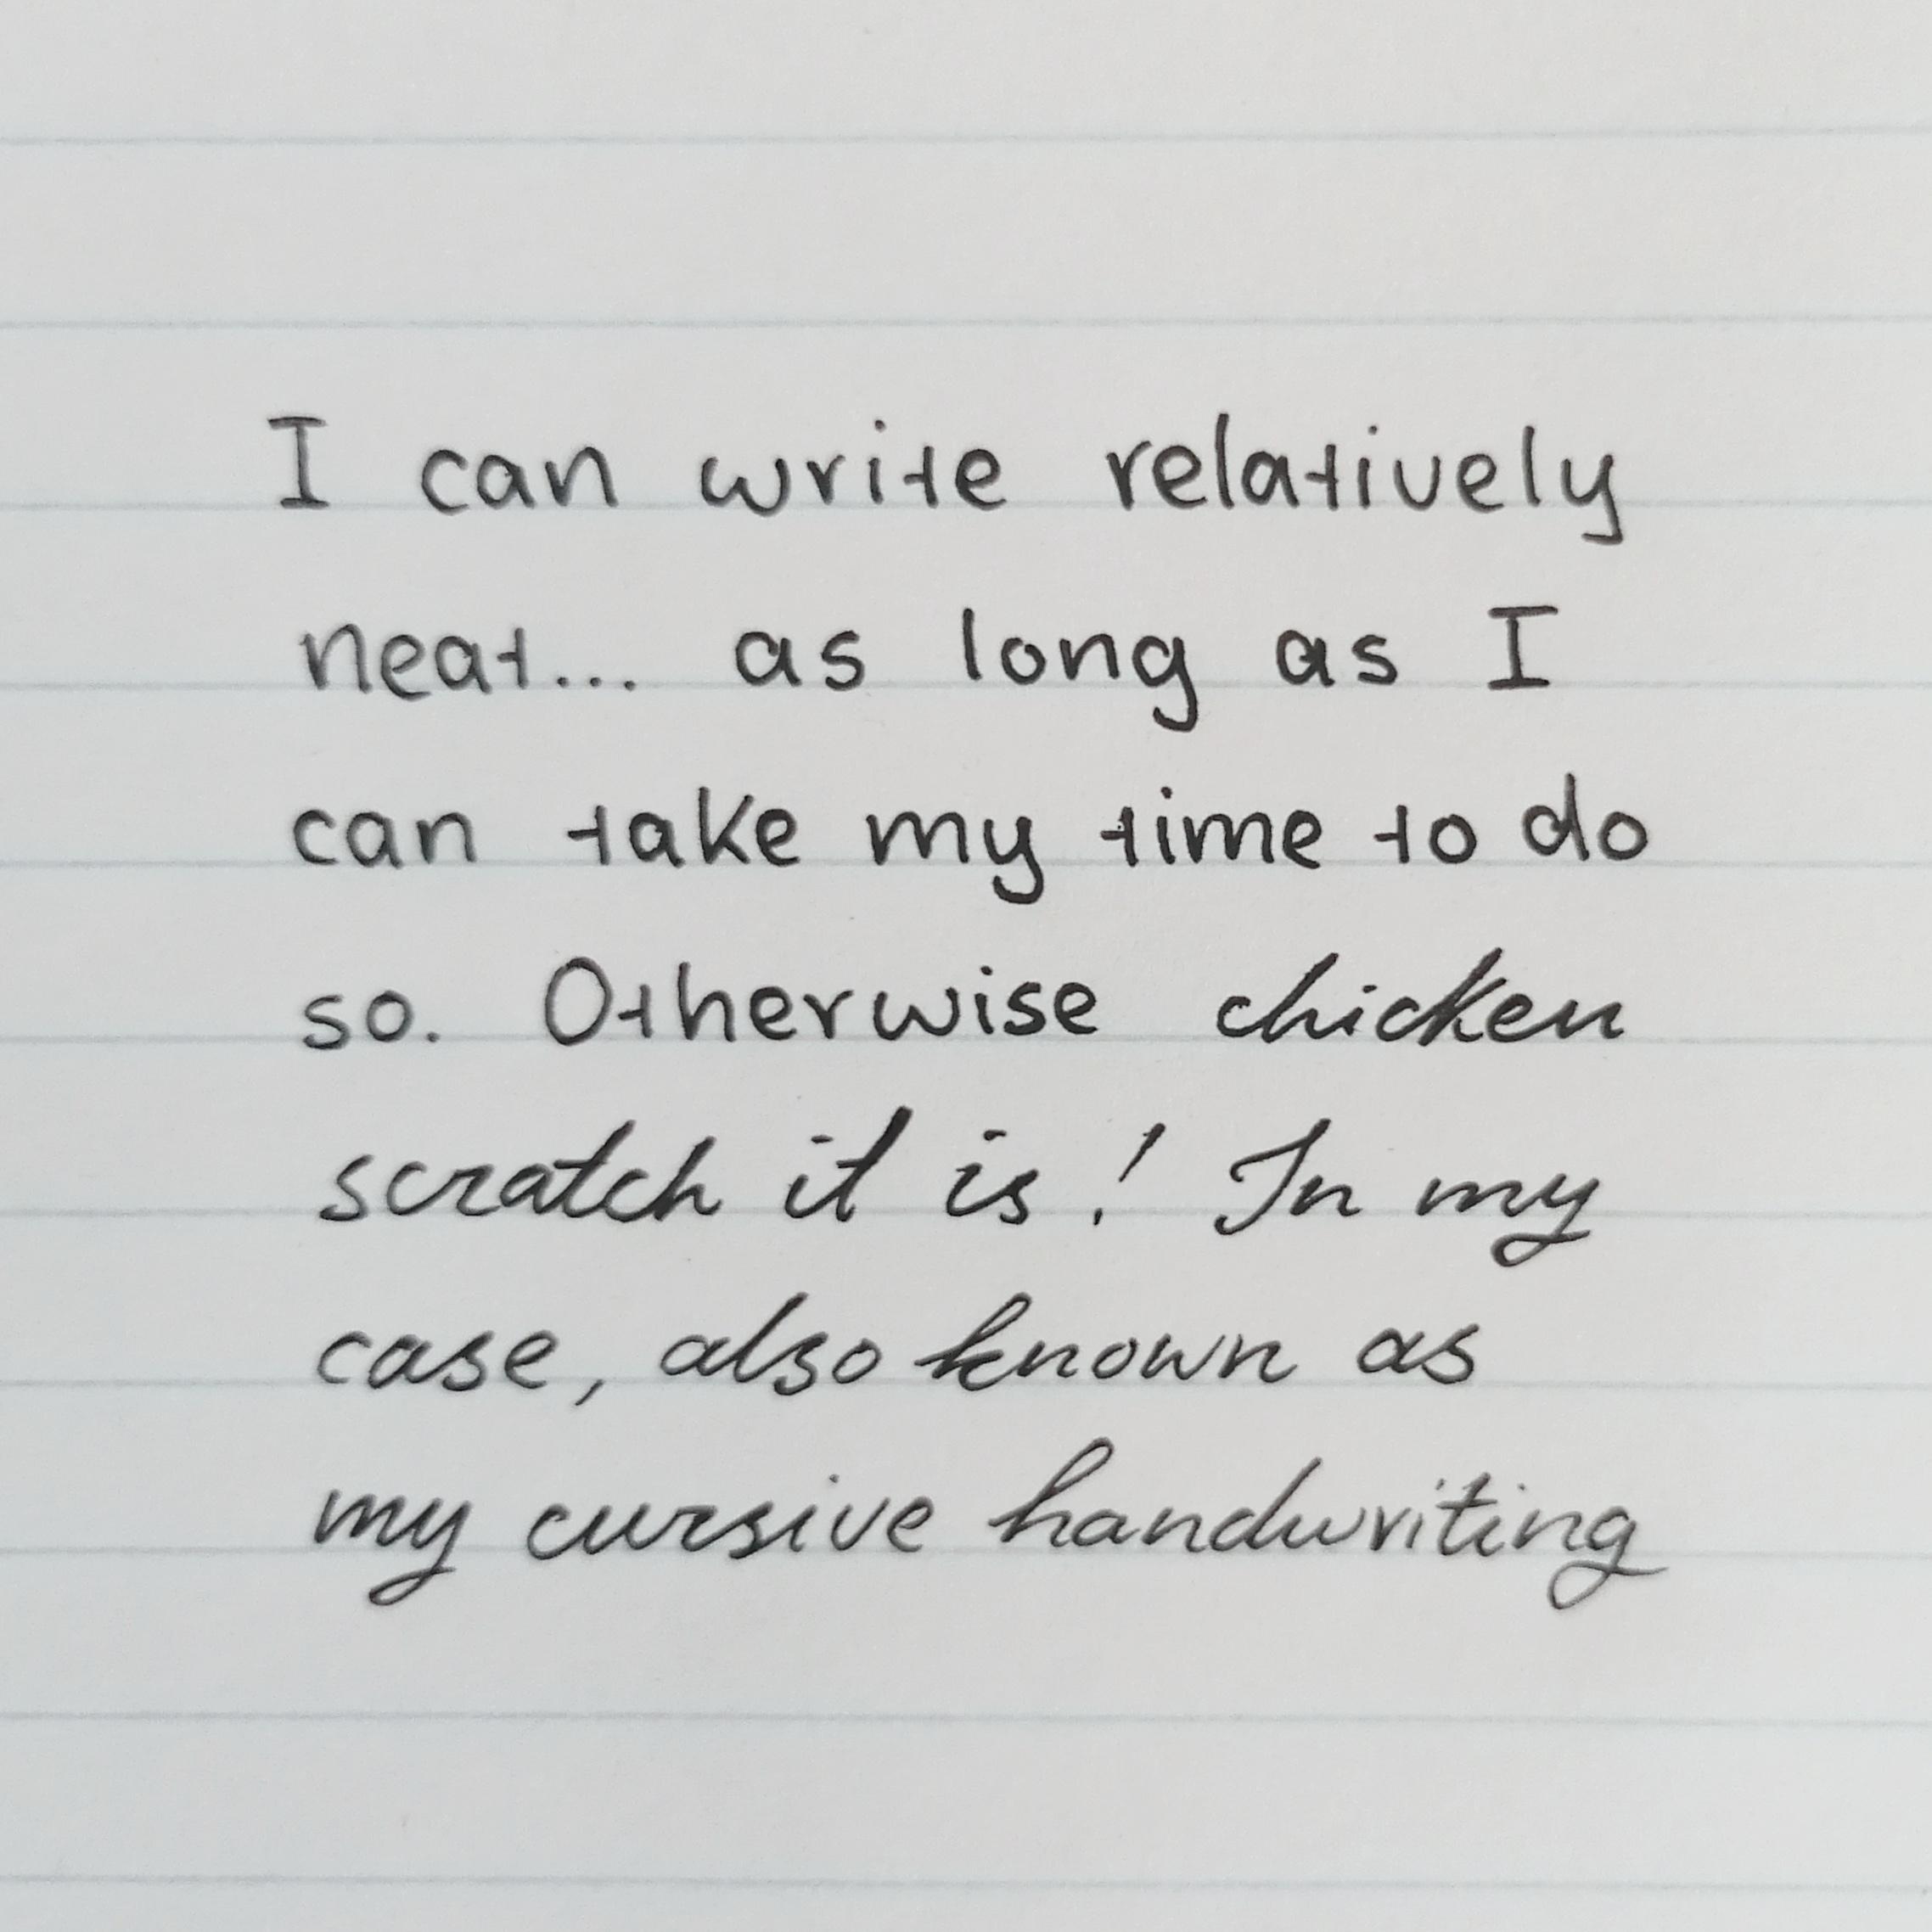 I can write relatively
neat... as long as I
can take my time to do
so. Otherwise chicken
scratch it is! In my
case, also known as
my cursive handwriting